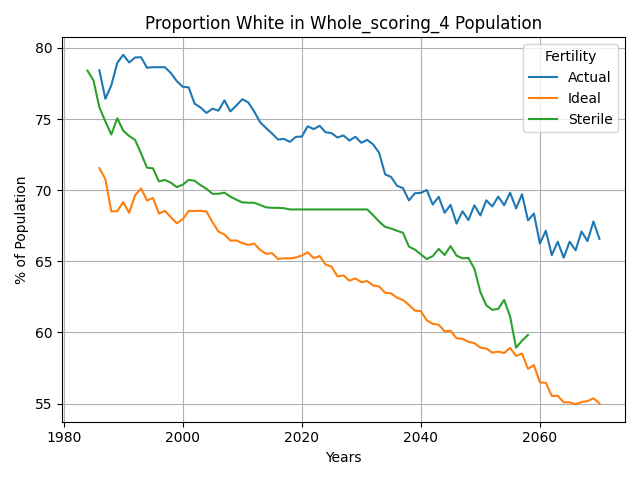 Proportion White in Whole_scoring_4 Population
Fertility
Actual
Ideal
Sterile
% of Population
80
75
70
65
60
55
1980
2000
2020
2040
2060
Years